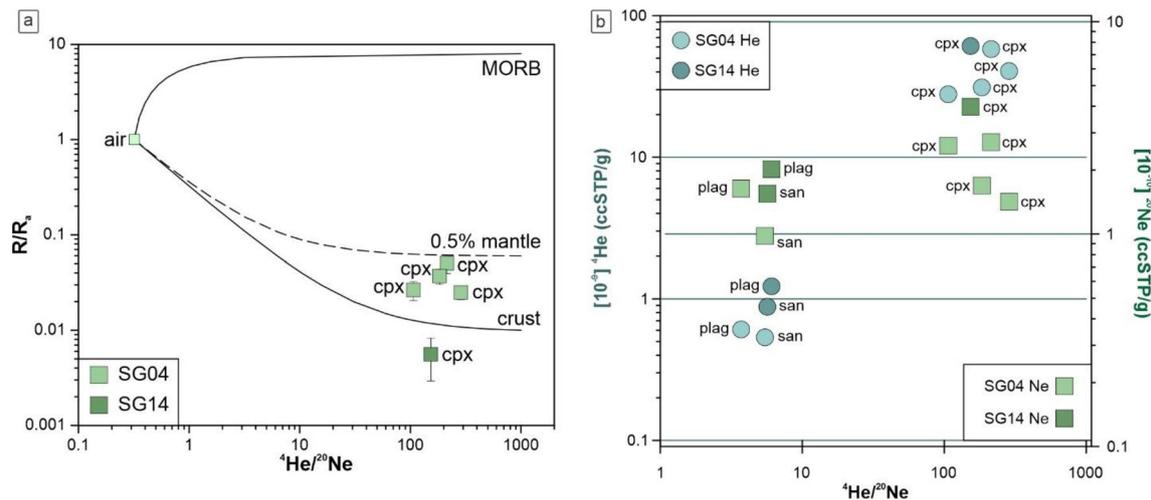 a
10
1
0.1
0.01
0.001
R/Rₐ
MORB
air
0.5% mantle
cpx
cpx
cpx
cpx
crust
cpx
SG04
SG14
0.1
1
10
100
1000
⁴He/²⁰Ne
b
100
10
1
0.1
[10⁻⁹] ⁴He (ccSTP/g)
SG04 He
SG14 He
cpx
cpx
cpx
cpx
cpx
cpx
cpx
cpx
cpx
cpx
plag
plag
san
san
plag
san
plag
san
SG04 Ne
SG14 Ne
10
1
0.1
²⁰Ne (ccSTP/g)
1
10
100
1000
⁴He/²⁰Ne